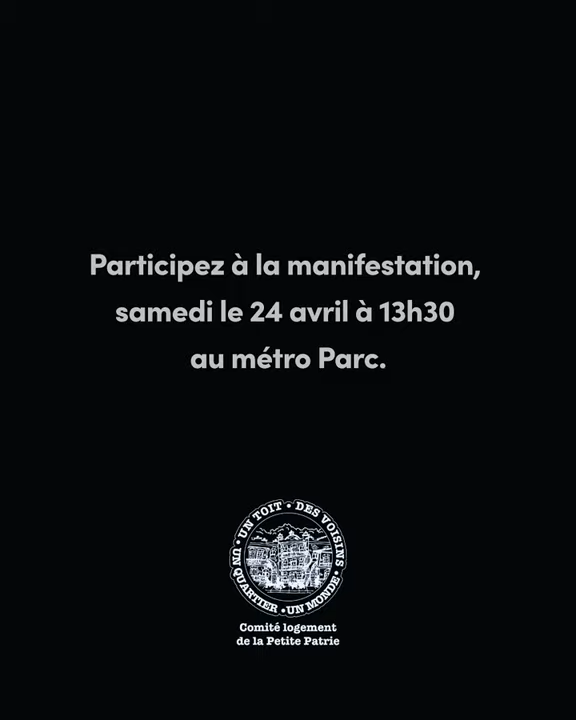 Participez à la manifestation,
samedi le 24 avril à 13h30
au métro Parc.
UN TOIT • DES VOISINS • UN QUARTIER • UN MONDE •
Comité logement
de la Petite Patrie